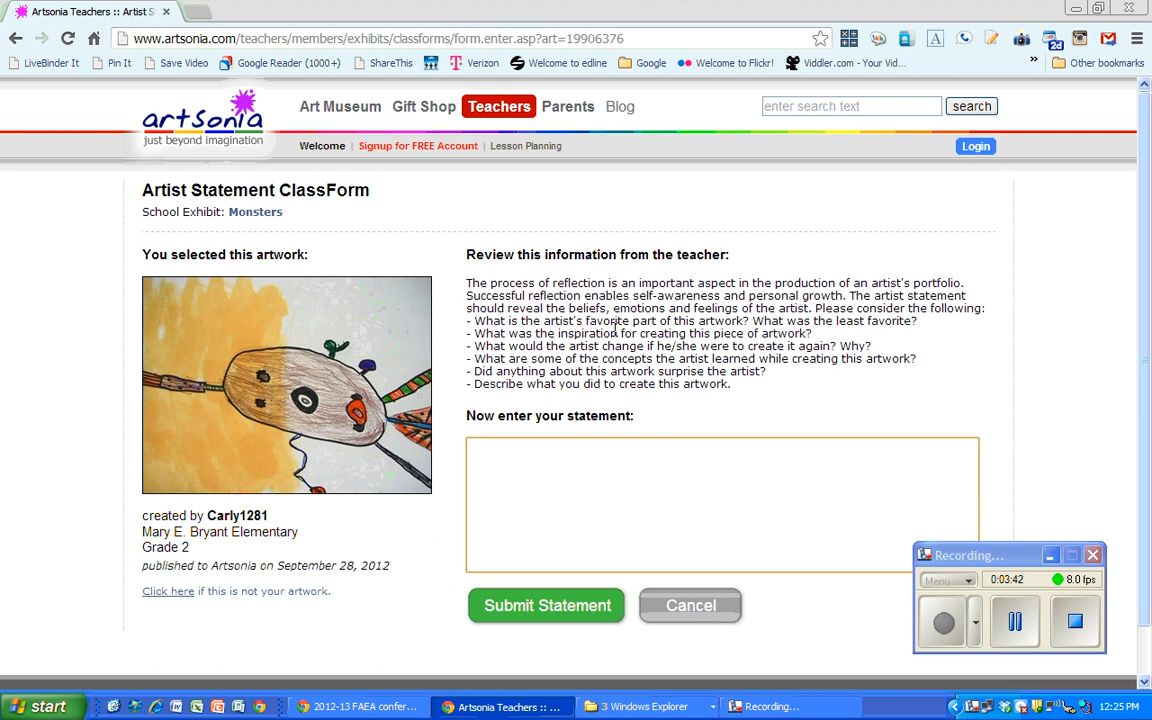 Artsonia Teachers :: Artist S
www.artsonia.com/teachers/members/exhibits/classforms/form.enter.asp?art=19906376
LiveBinder It
Pin It
Save Video
Google Reader (1000+)
ShareThis
Verizon
Welcome to edline
Google
Welcome to Flickr!
Viddler.com - Your Vid...
»
Other bookmarks
2d
artsonia
just beyond imagination
Art Museum Gift Shop Teachers Parents Blog
enter search text
search
Welcome | Signup for FREE Account | Lesson Planning
Login
Artist Statement ClassForm
School Exhibit: Monsters
You selected this artwork:
created by Carly1281
Mary E. Bryant Elementary
Grade 2
published to Artsonia on September 28, 2012
Click here if this is not your artwork.
Review this information from the teacher:
The process of reflection is an important aspect in the production of an artist's portfolio.
Successful reflection enables self-awareness and personal growth. The artist statement
should reveal the beliefs, emotions and feelings of the artist. Please consider the following:
- What is the artist's favorite part of this artwork? What was the least favorite?
- What was the inspiration for creating this piece of artwork?
- What would the artist change if he/she were to create it again? Why?
- What are some of the concepts the artist learned while creating this artwork?
- Did anything about this artwork surprise the artist?
- Describe what you did to create this artwork.
Now enter your statement:
Submit Statement
Cancel
Recording...
Menu
0:03:42
8.0 fps
start
2012-13 FAEA confer...
Artsonia Teachers :: ...
3 Windows Explorer
Recording...
12:25 PM